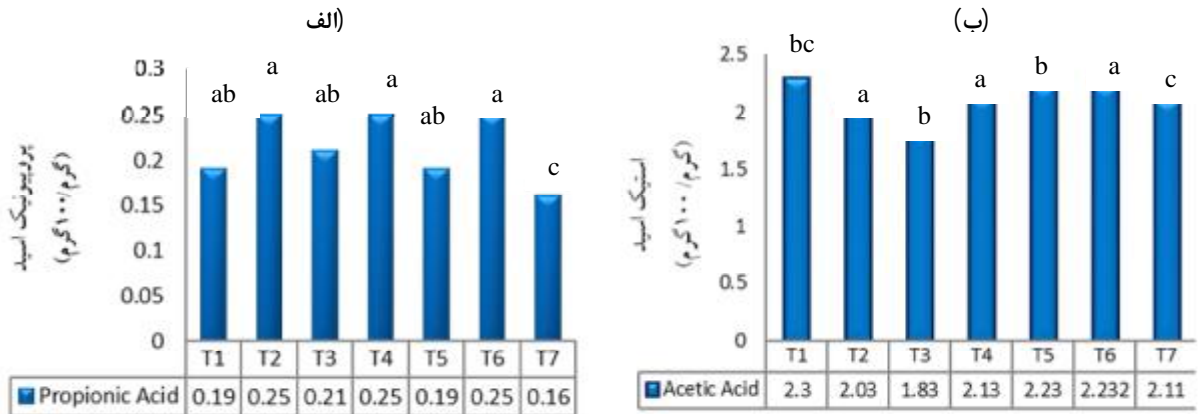 (الف
پروپیونیک اسید
(گرم/۱۰۰گرم)
0.3
0.25
0.2
0.15
0.1
0.05
0
ab a ab a ab a c
T1 T2 T3 T4 T5 T6 T7
Propionic Acid 0.19 0.25 0.21 0.25 0.19 0.25 0.16
(ب)
استیک اسید
(گرم/۱۰۰گرم)
2.5
2
1.5
1
0.5
0
bc a b a b a c
T1 T2 T3 T4 T5 T6 T7
Acetic Acid 2.3 2.03 1.83 2.13 2.23 2.232 2.11